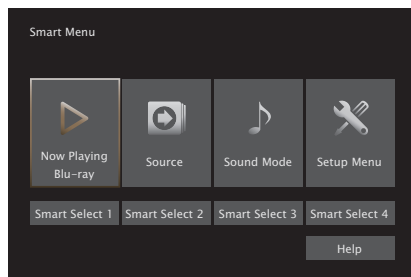 Smart Menu
Now Playing
Blu-ray
Source
Sound Mode
Setup Menu
Smart Select 1
Smart Select 2
Smart Select 3
Smart Select 4
Help